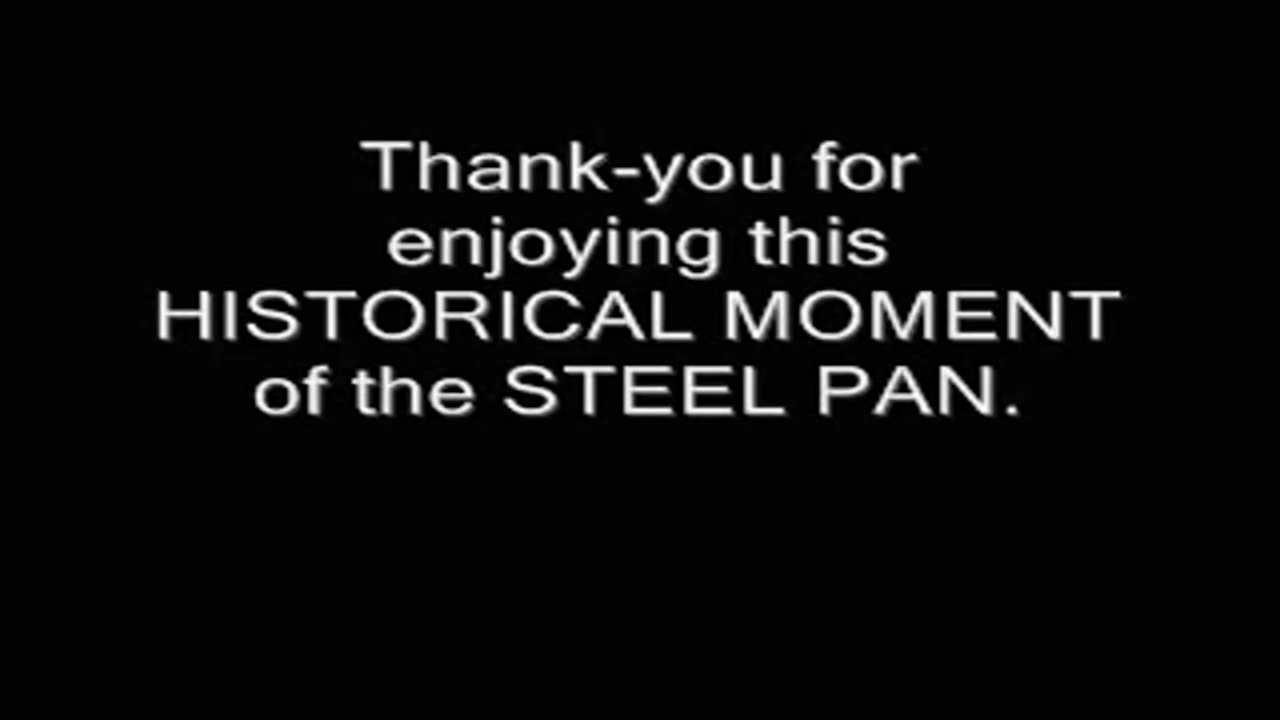 Thank-you for
enjoying this
HISTORICAL MOMENT
of the STEEL PAN.